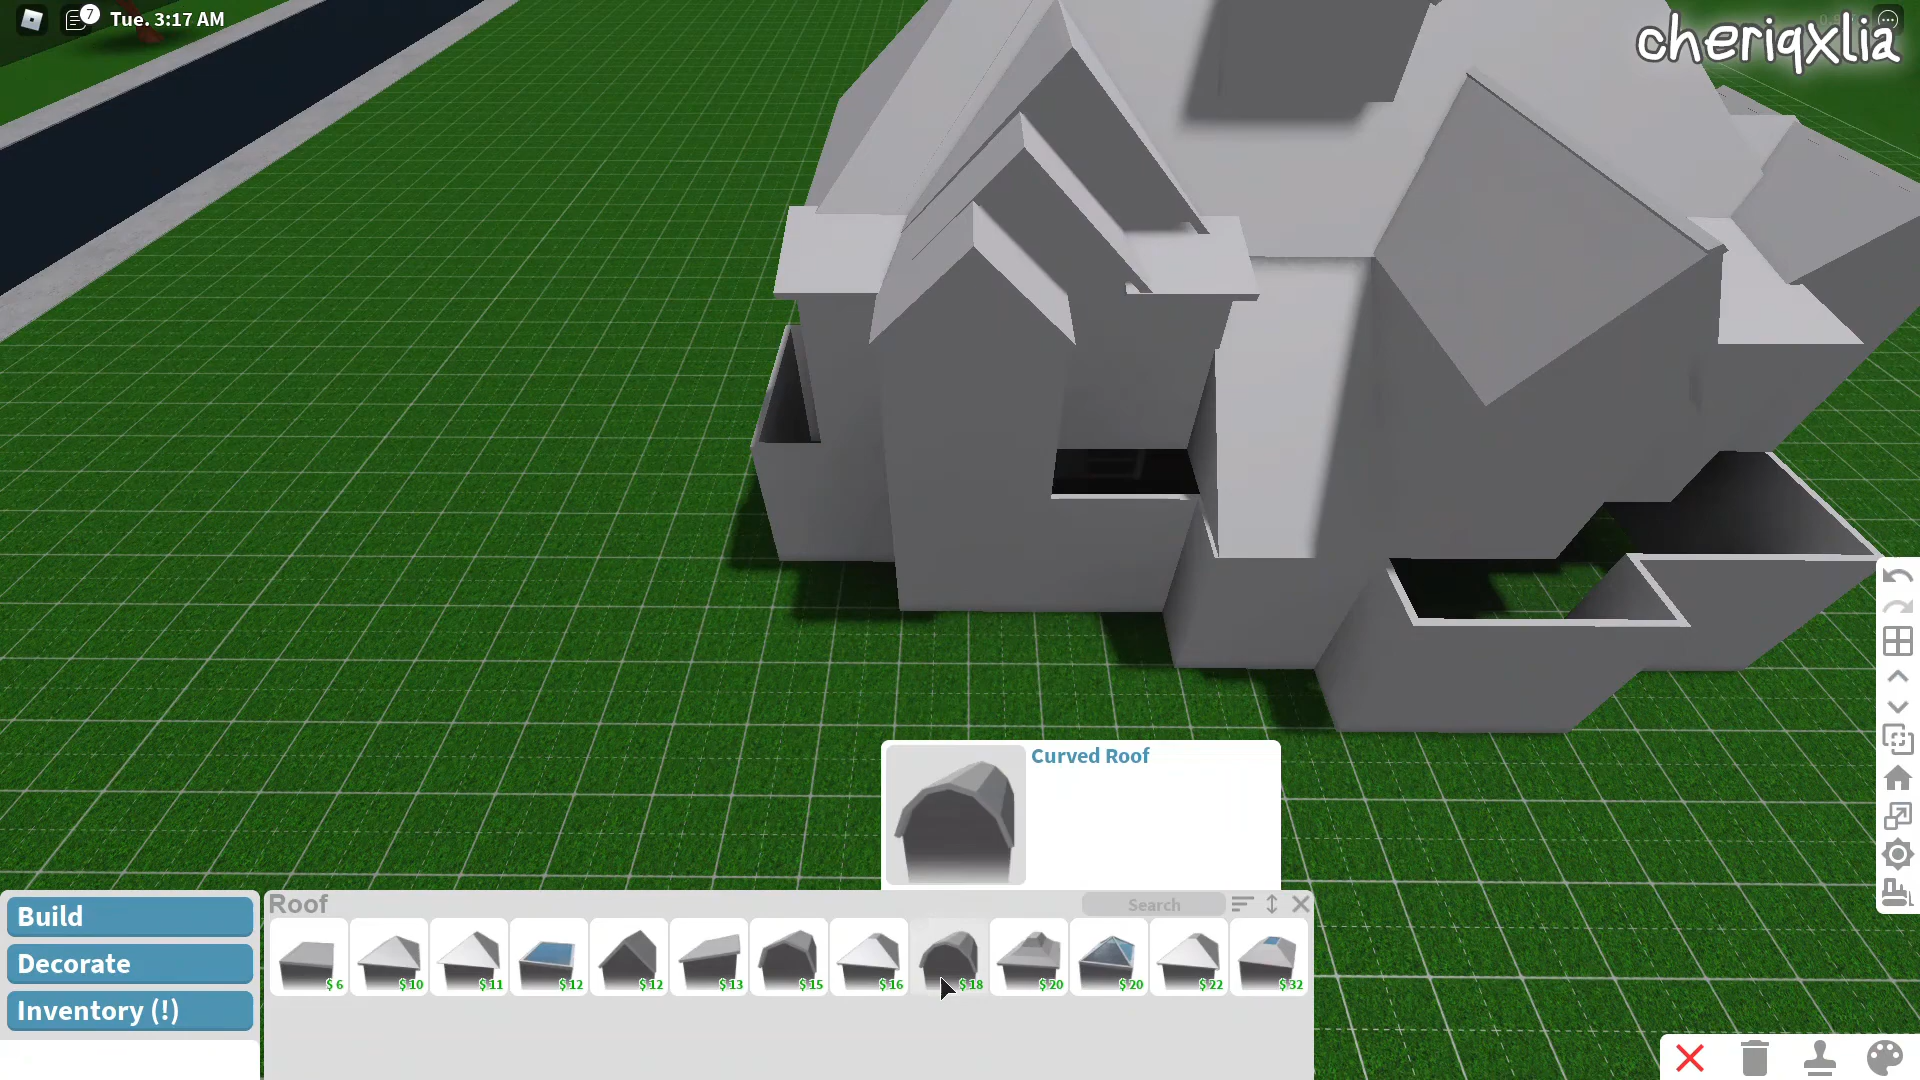 7
Tue. 3:17 AM
cheriqxlia
Curved Roof
Roof
Search
Build
Decorate
Inventory (!)
$6
$10
$11
$12
$12
$13
$15
$16
$18
$20
$20
$22
$32